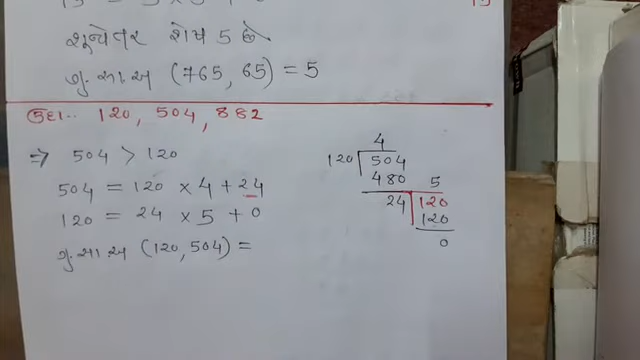 શૂન્યેતર શેષ 5 છે
ગુ.સા.અ (765, 65) = 5
ઉદા.. 120, 504, 882
⇒ 504 > 120
504 = 120 × 4 + 24
120 = 24 × 5 + 0
ગુ.સા.અ (120, 504) =
4
120 504
480 5
24 120
120
0